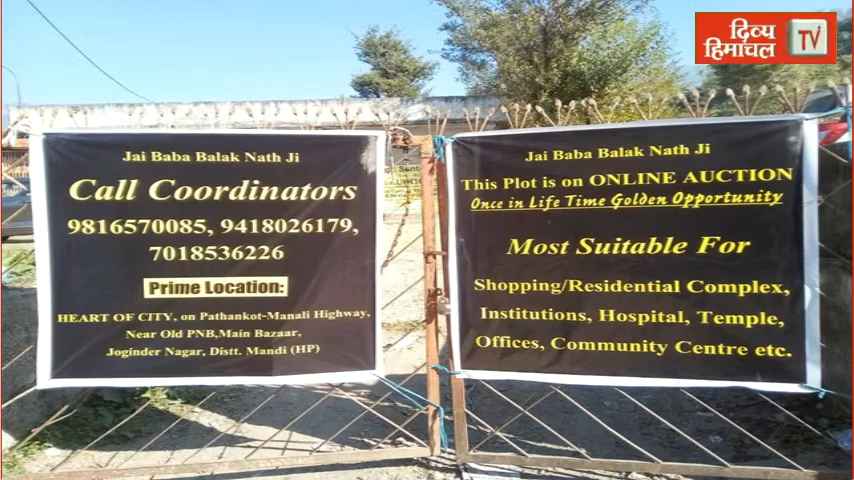 दिव्य
हिमाचल
TV
Jai Baba Balak Nath Ji
Call Coordinators
9816570085, 9418026179,
7018536226
Prime Location:
HEART OF CITY, on Pathankot-Manali Highway,
Near Old PNB,Main Bazaar,
Joginder Nagar, Distt. Mandi (HP)
Jai Baba Balak Nath Ji
This Plot is on ONLINE AUCTION
Once in Life Time Golden Opportunity
Most Suitable For
Shopping/Residential Complex,
Institutions, Hospital, Temple,
Offices, Community Centre etc.